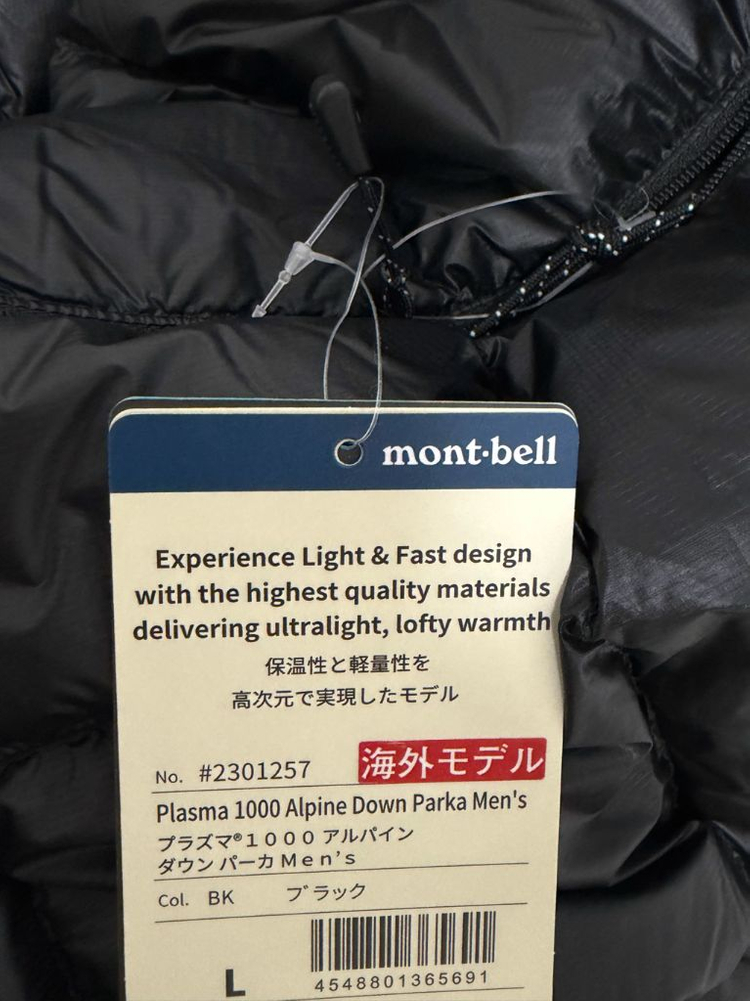 mont·bell
Experience Light & Fast design
with the highest quality materials
delivering ultralight, lofty warmth
保温性と軽量性を
高次元で実現したモデル
No. #2301257 海外モデル
Plasma 1000 Alpine Down Parka Men's
プラズマ®１０００ アルパイン
ダウン パーカ Ｍｅｎ’ｓ
Col. BK ブラック
L 4548801365691